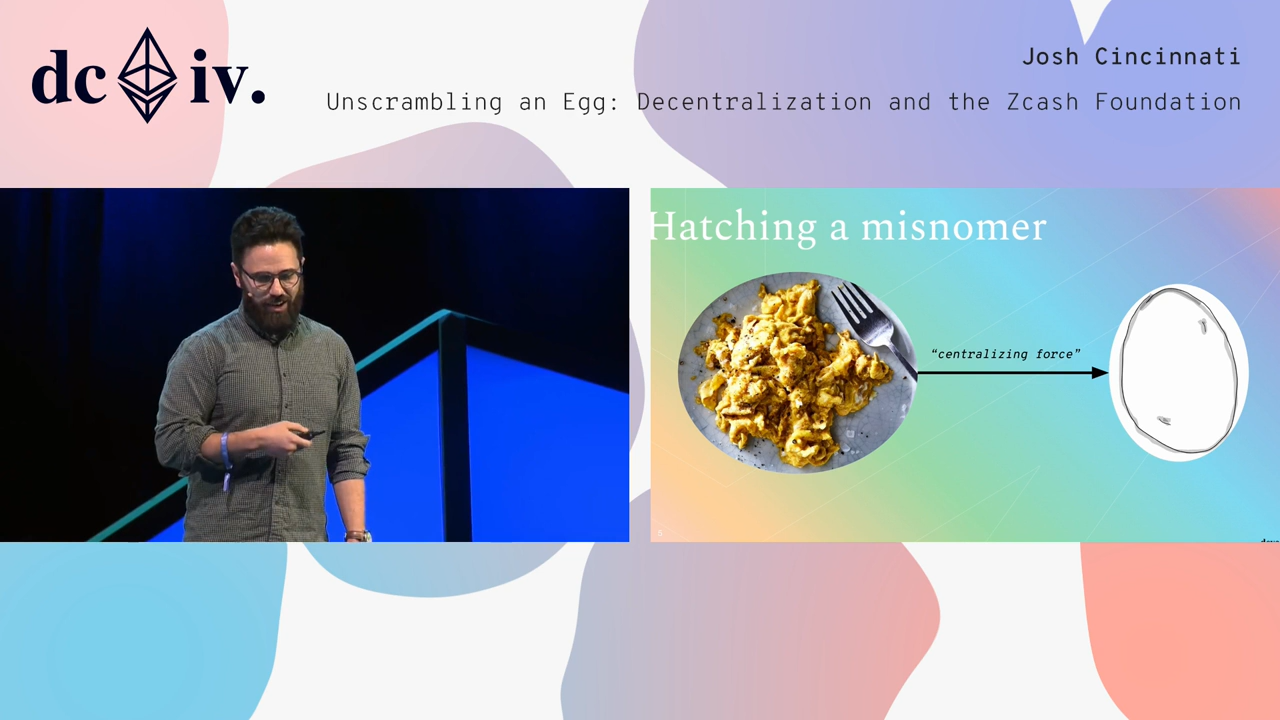 dc iv.
Josh Cincinnati
Unscrambling an Egg: Decentralization and the Zcash Foundation
Hatching a misnomer
“centralizing force”